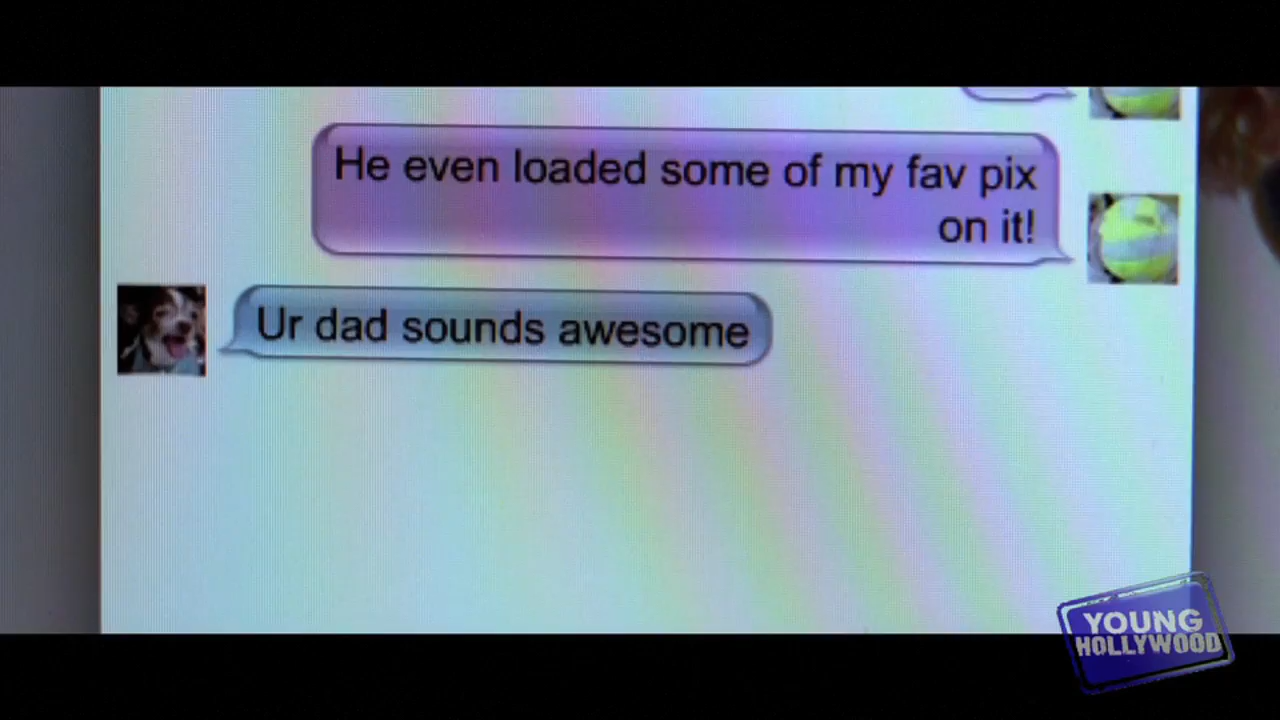 He even loaded some of my fav pix
on it!
Ur dad sounds awesome
YOUNG
HOLLYWOOD